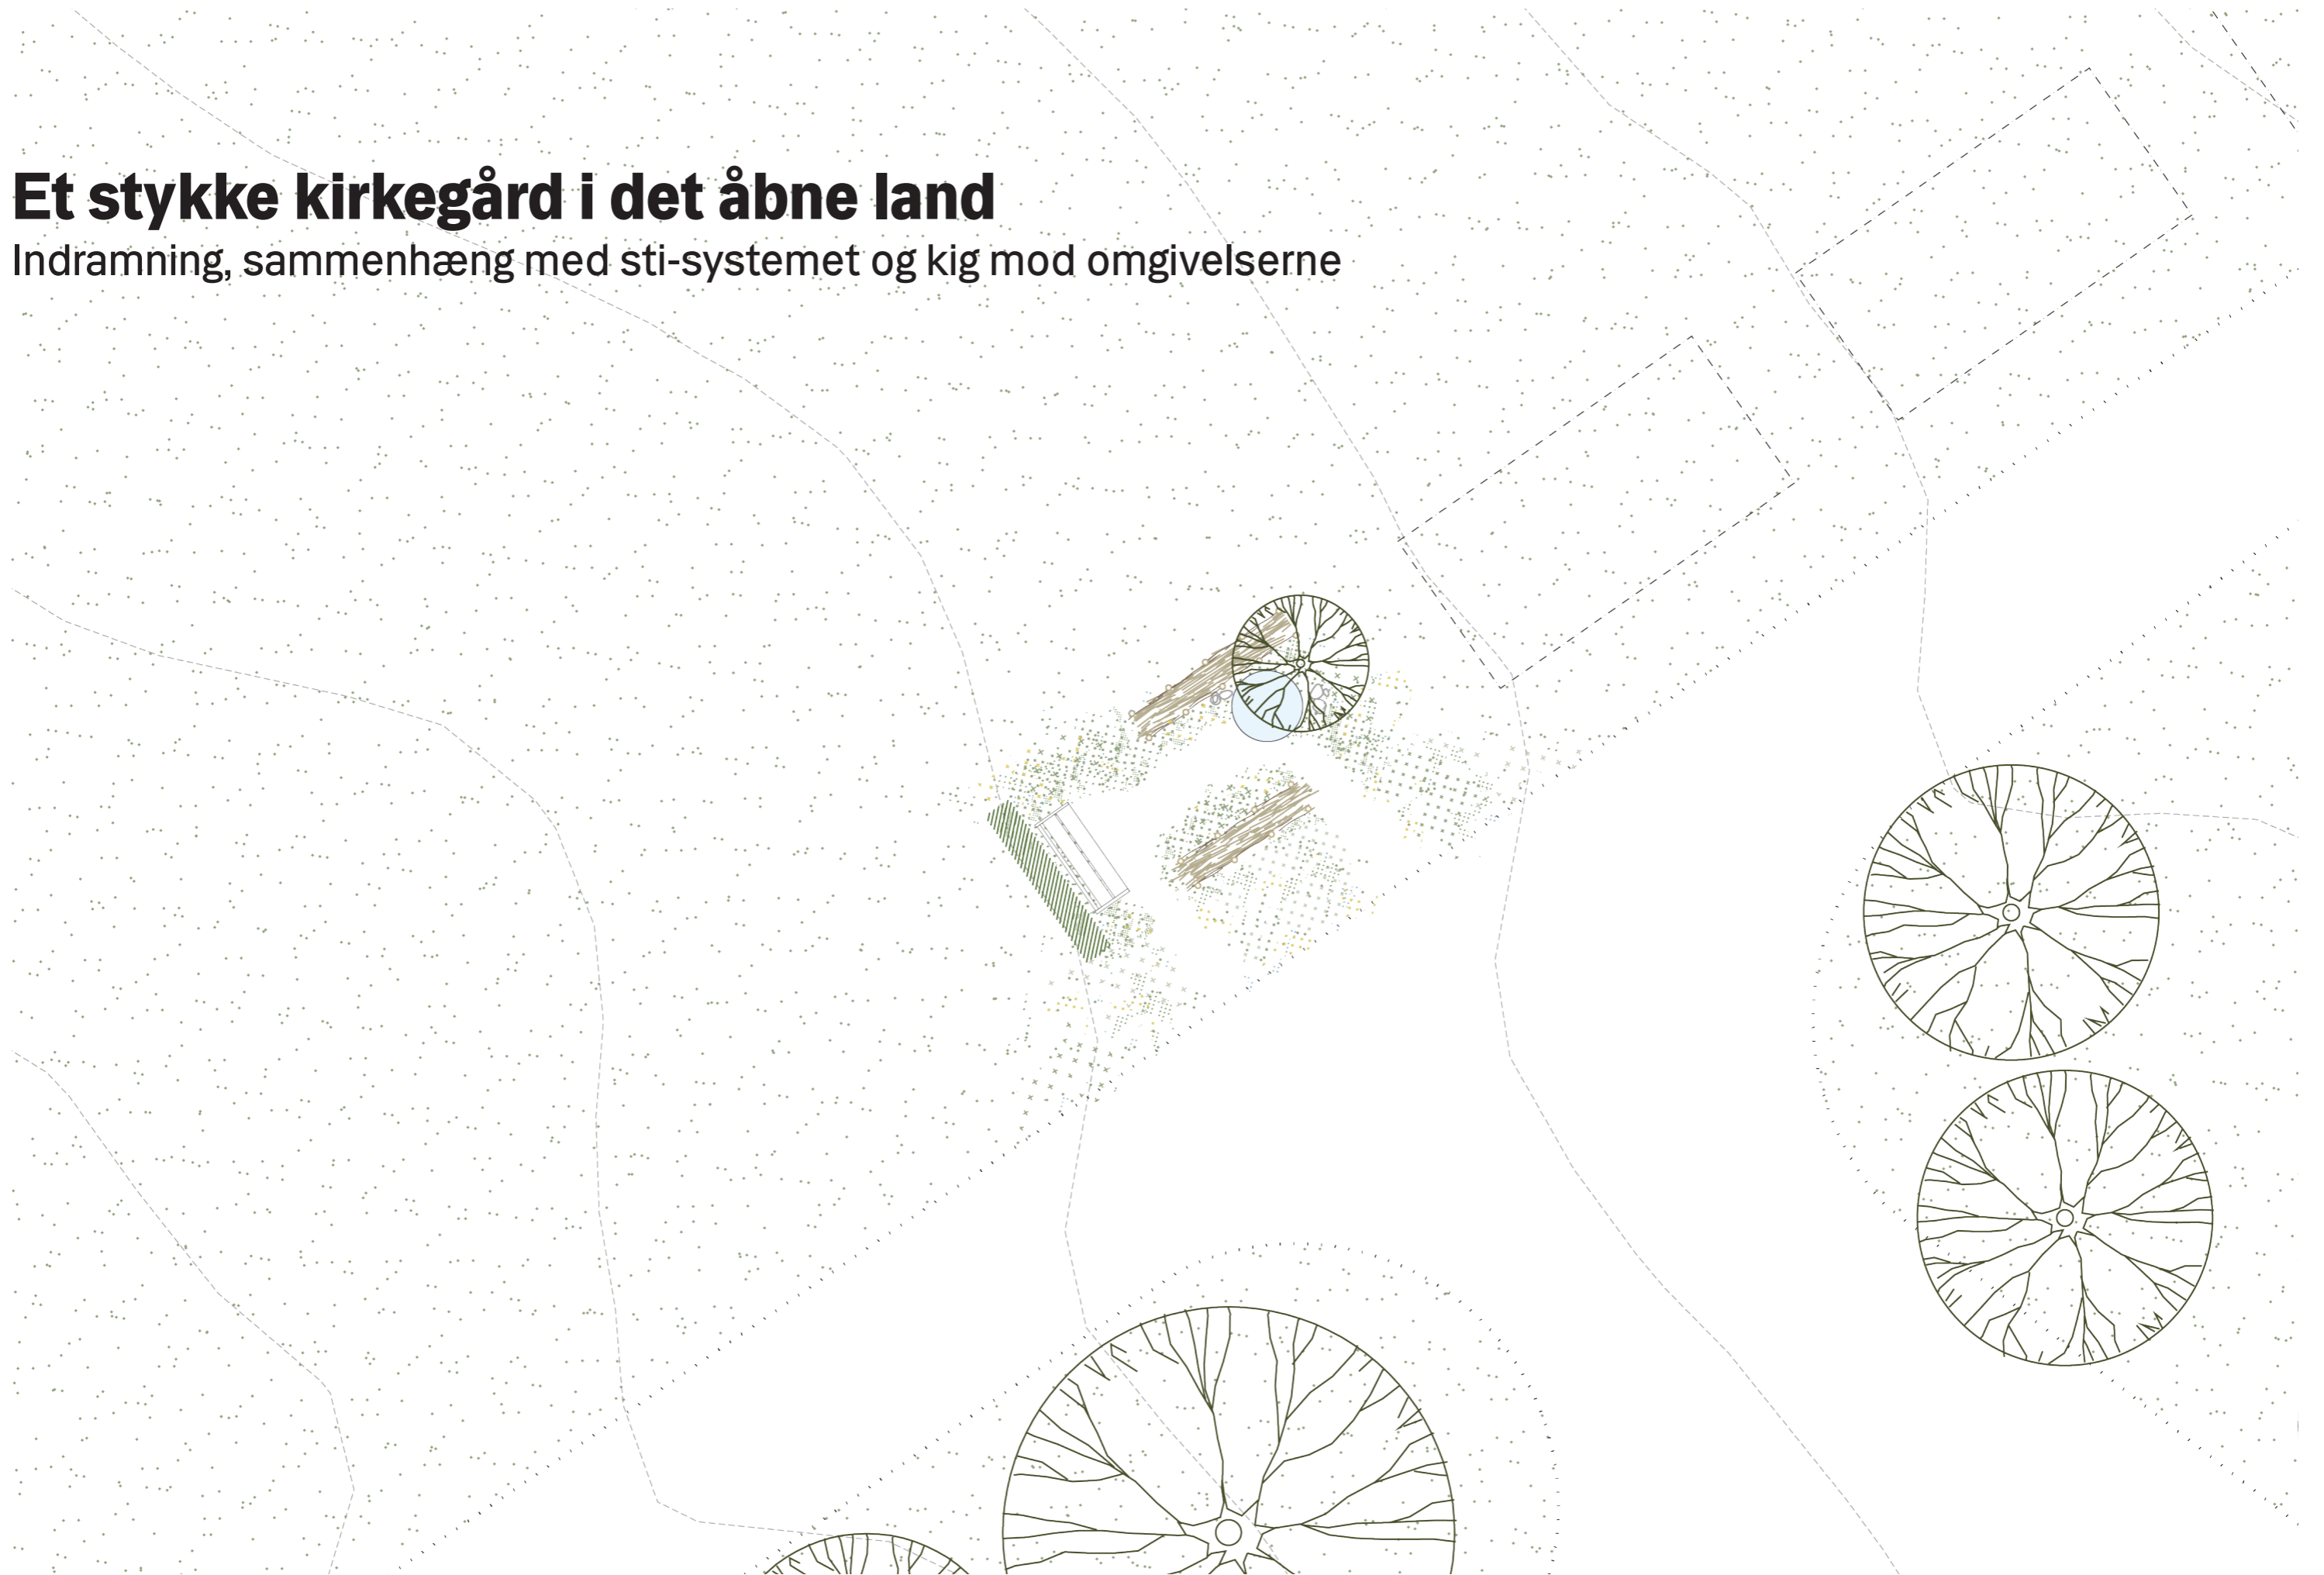 Et stykke kirkegård i det åbne land
Indramning, sammenhæng med sti-systemet og kig mod omgivelserne